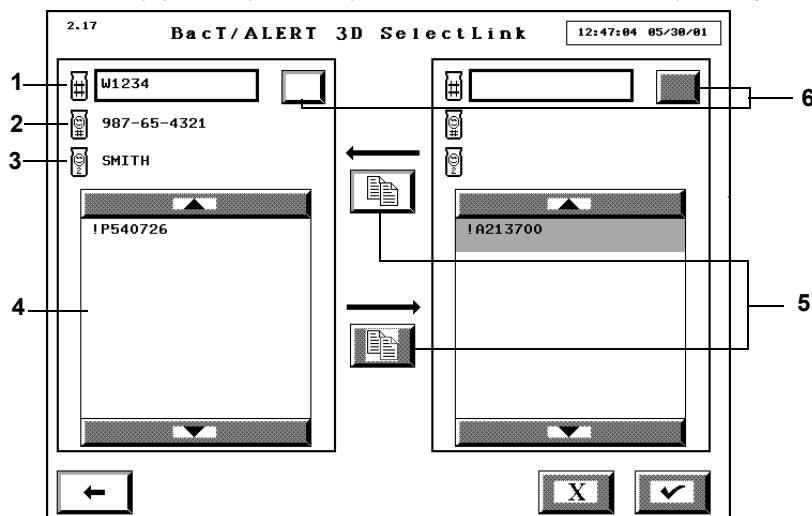 2.17
BacT/ALERT 3D SelectLink
12:47:04 05/30/01
1
W1234
6
2
987-65-4321
3
SMITH
!P540726
!A213700
4
5
X